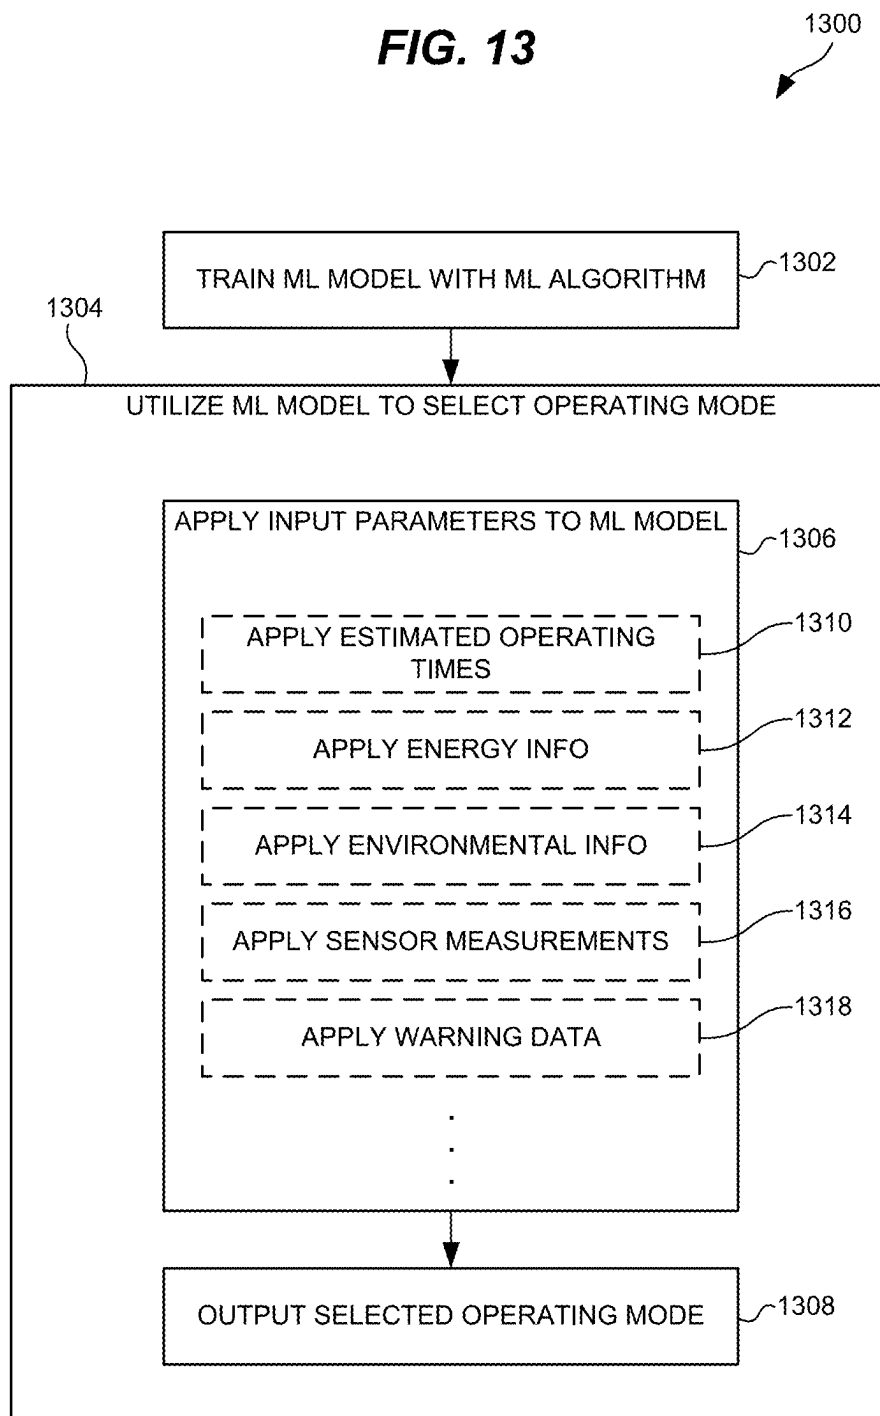 FIG. 13
1300
TRAIN ML MODEL WITH ML ALGORITHM
1302
1304
UTILIZE ML MODEL TO SELECT OPERATING MODE
APPLY INPUT PARAMETERS TO ML MODEL
1306
APPLY ESTIMATED OPERATING
TIMES
1310
APPLY ENERGY INFO
1312
APPLY ENVIRONMENTAL INFO
1314
APPLY SENSOR MEASUREMENTS
1316
APPLY WARNING DATA
1318
.
.
.
OUTPUT SELECTED OPERATING MODE
1308